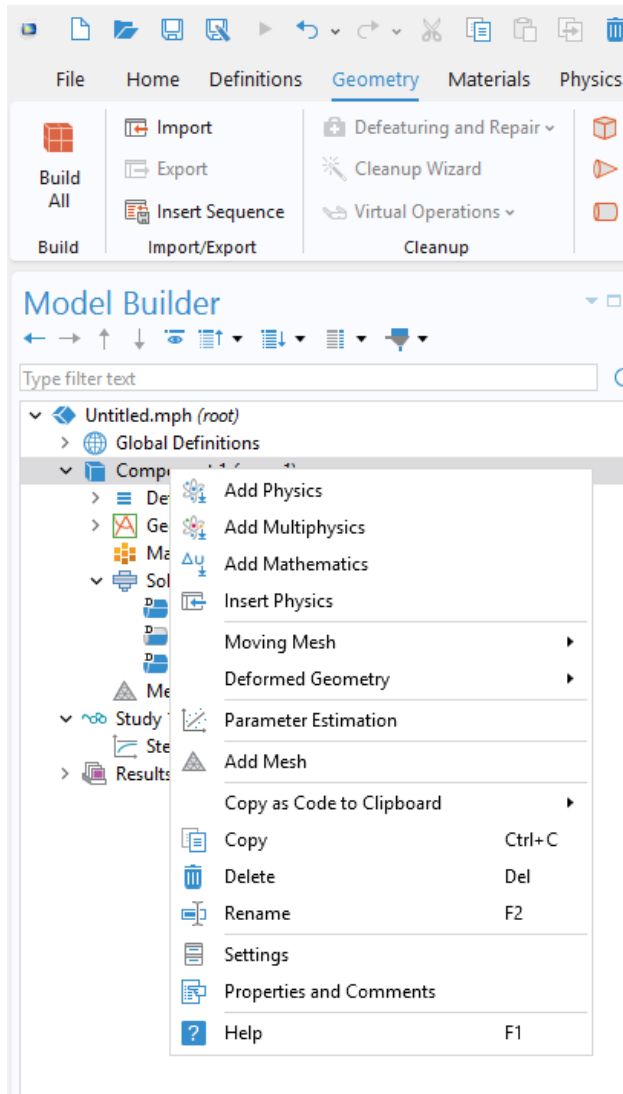 File Home Definitions Geometry Materials Physics
Build All
Import
Export
Insert Sequence
Defeaturing and Repair
Cleanup Wizard
Virtual Operations
Build Import/Export Cleanup
Model Builder
Type filter text
Untitled.mph (root)
Global Definitions
Add Physics
Add Multiphysics
Add Mathematics
Insert Physics
Moving Mesh
Deformed Geometry
Study
Parameter Estimation
Results
Add Mesh
Copy as Code to Clipboard
Copy Ctrl+C
Delete Del
Rename F2
Settings
Properties and Comments
Help F1